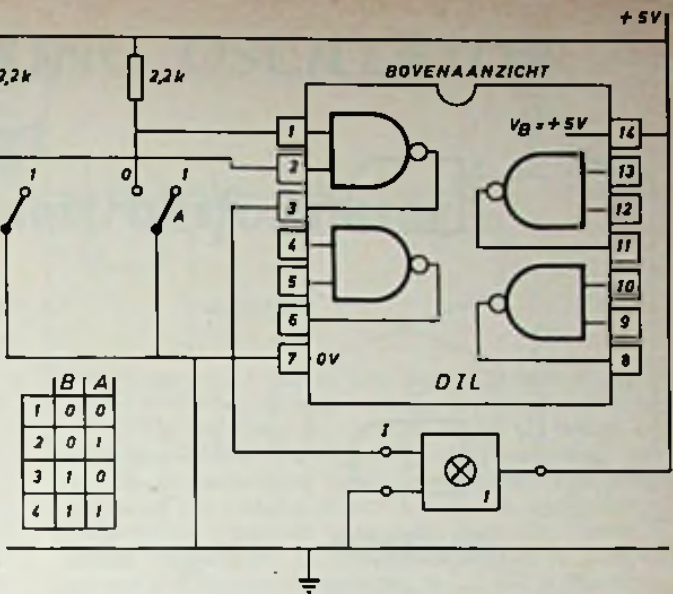 +5V
2,2k 2,2k
BOVENAANZICHT
VB = +5V
1 14
2 13
3 12
4 11
5 10
6 9
7 0V 8
DIL
1 0 1
A
B A
1 0 0
2 0 1
3 1 0
4 1 1
I
1